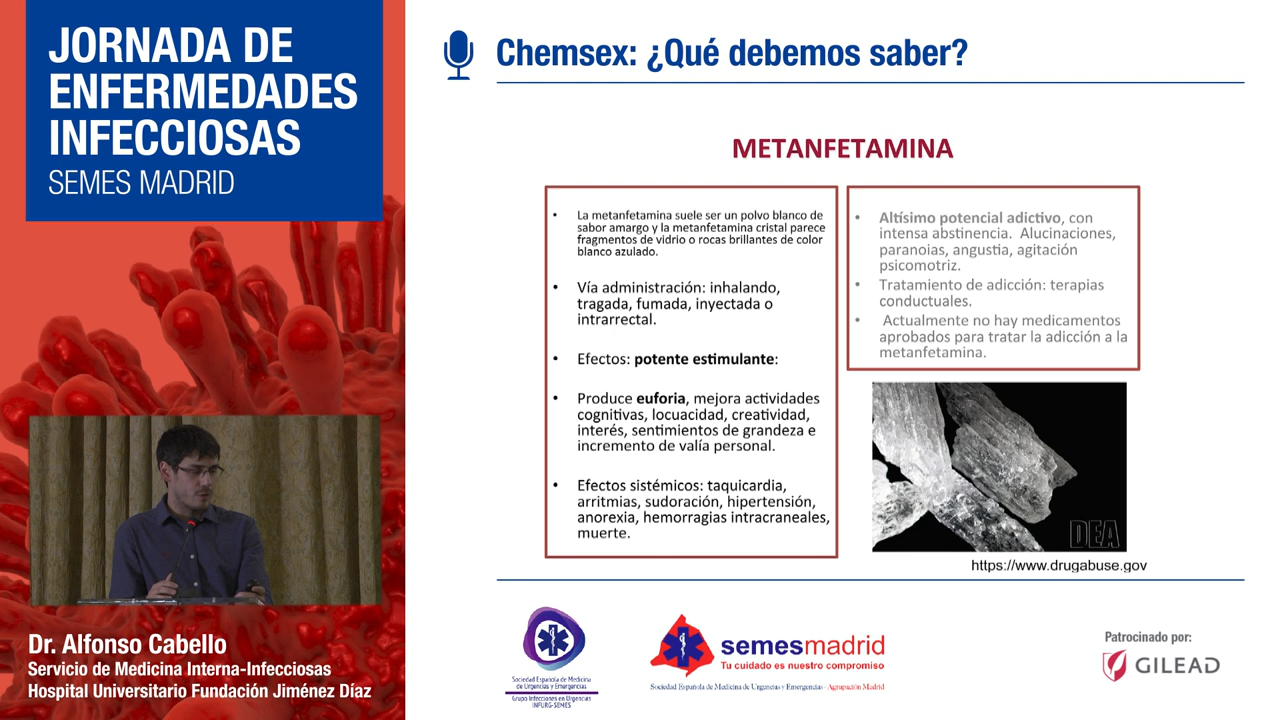 JORNADA DE
ENFERMEDADES
INFECCIOSAS
SEMES MADRID
Dr. Alfonso Cabello
Servicio de Medicina Interna-Infecciosas
Hospital Universitario Fundación Jiménez Díaz
Chemsex: ¿Qué debemos saber?
METANFETAMINA
• La metanfetamina suele ser un polvo blanco de
sabor amargo y la metanfetamina cristal parece
fragmentos de vidrio o rocas brillantes de color
blanco azulado.
• Vía administración: inhalando,
tragada, fumada, inyectada o
intrarrectal.
• Efectos: potente estimulante:
• Produce euforia, mejora actividades
cognitivas, locuacidad, creatividad,
interés, sentimientos de grandeza e
incremento de valía personal.
• Efectos sistémicos: taquicardia,
arritmias, sudoración, hipertensión,
anorexia, hemorragias intracraneales,
muerte.
• Altísimo potencial adictivo, con
intensa abstinencia. Alucinaciones,
paranoias, angustia, agitación
psicomotriz.
• Tratamiento de adicción: terapias
conductuales.
• Actualmente no hay medicamentos
aprobados para tratar la adicción a la
metanfetamina.
DEA
https://www.drugabuse.gov
Sociedad Española de Medicina
de Urgencias y Emergencias
Grupo Infecciones en Urgencias
INFURG-SEMES
semesmadrid
Tu cuidado es nuestro compromiso
Sociedad Española de Medicina de Urgencias y Emergencias - Agrupación Madrid
Patrocinado por:
GILEAD